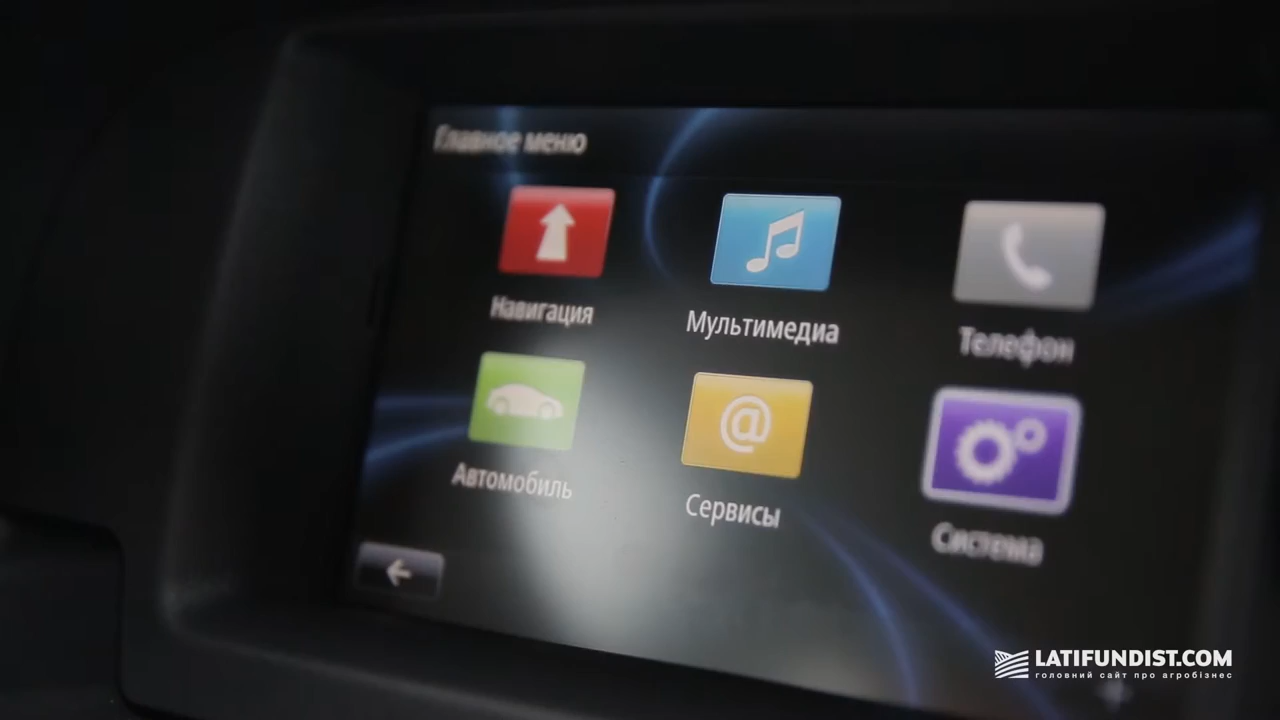 Главное меню
Навигация
Мультимедиа
Телефон
Автомобиль
@
Сервисы
Система
LATIFUNDIST.COM
головний сайт про агробізнес